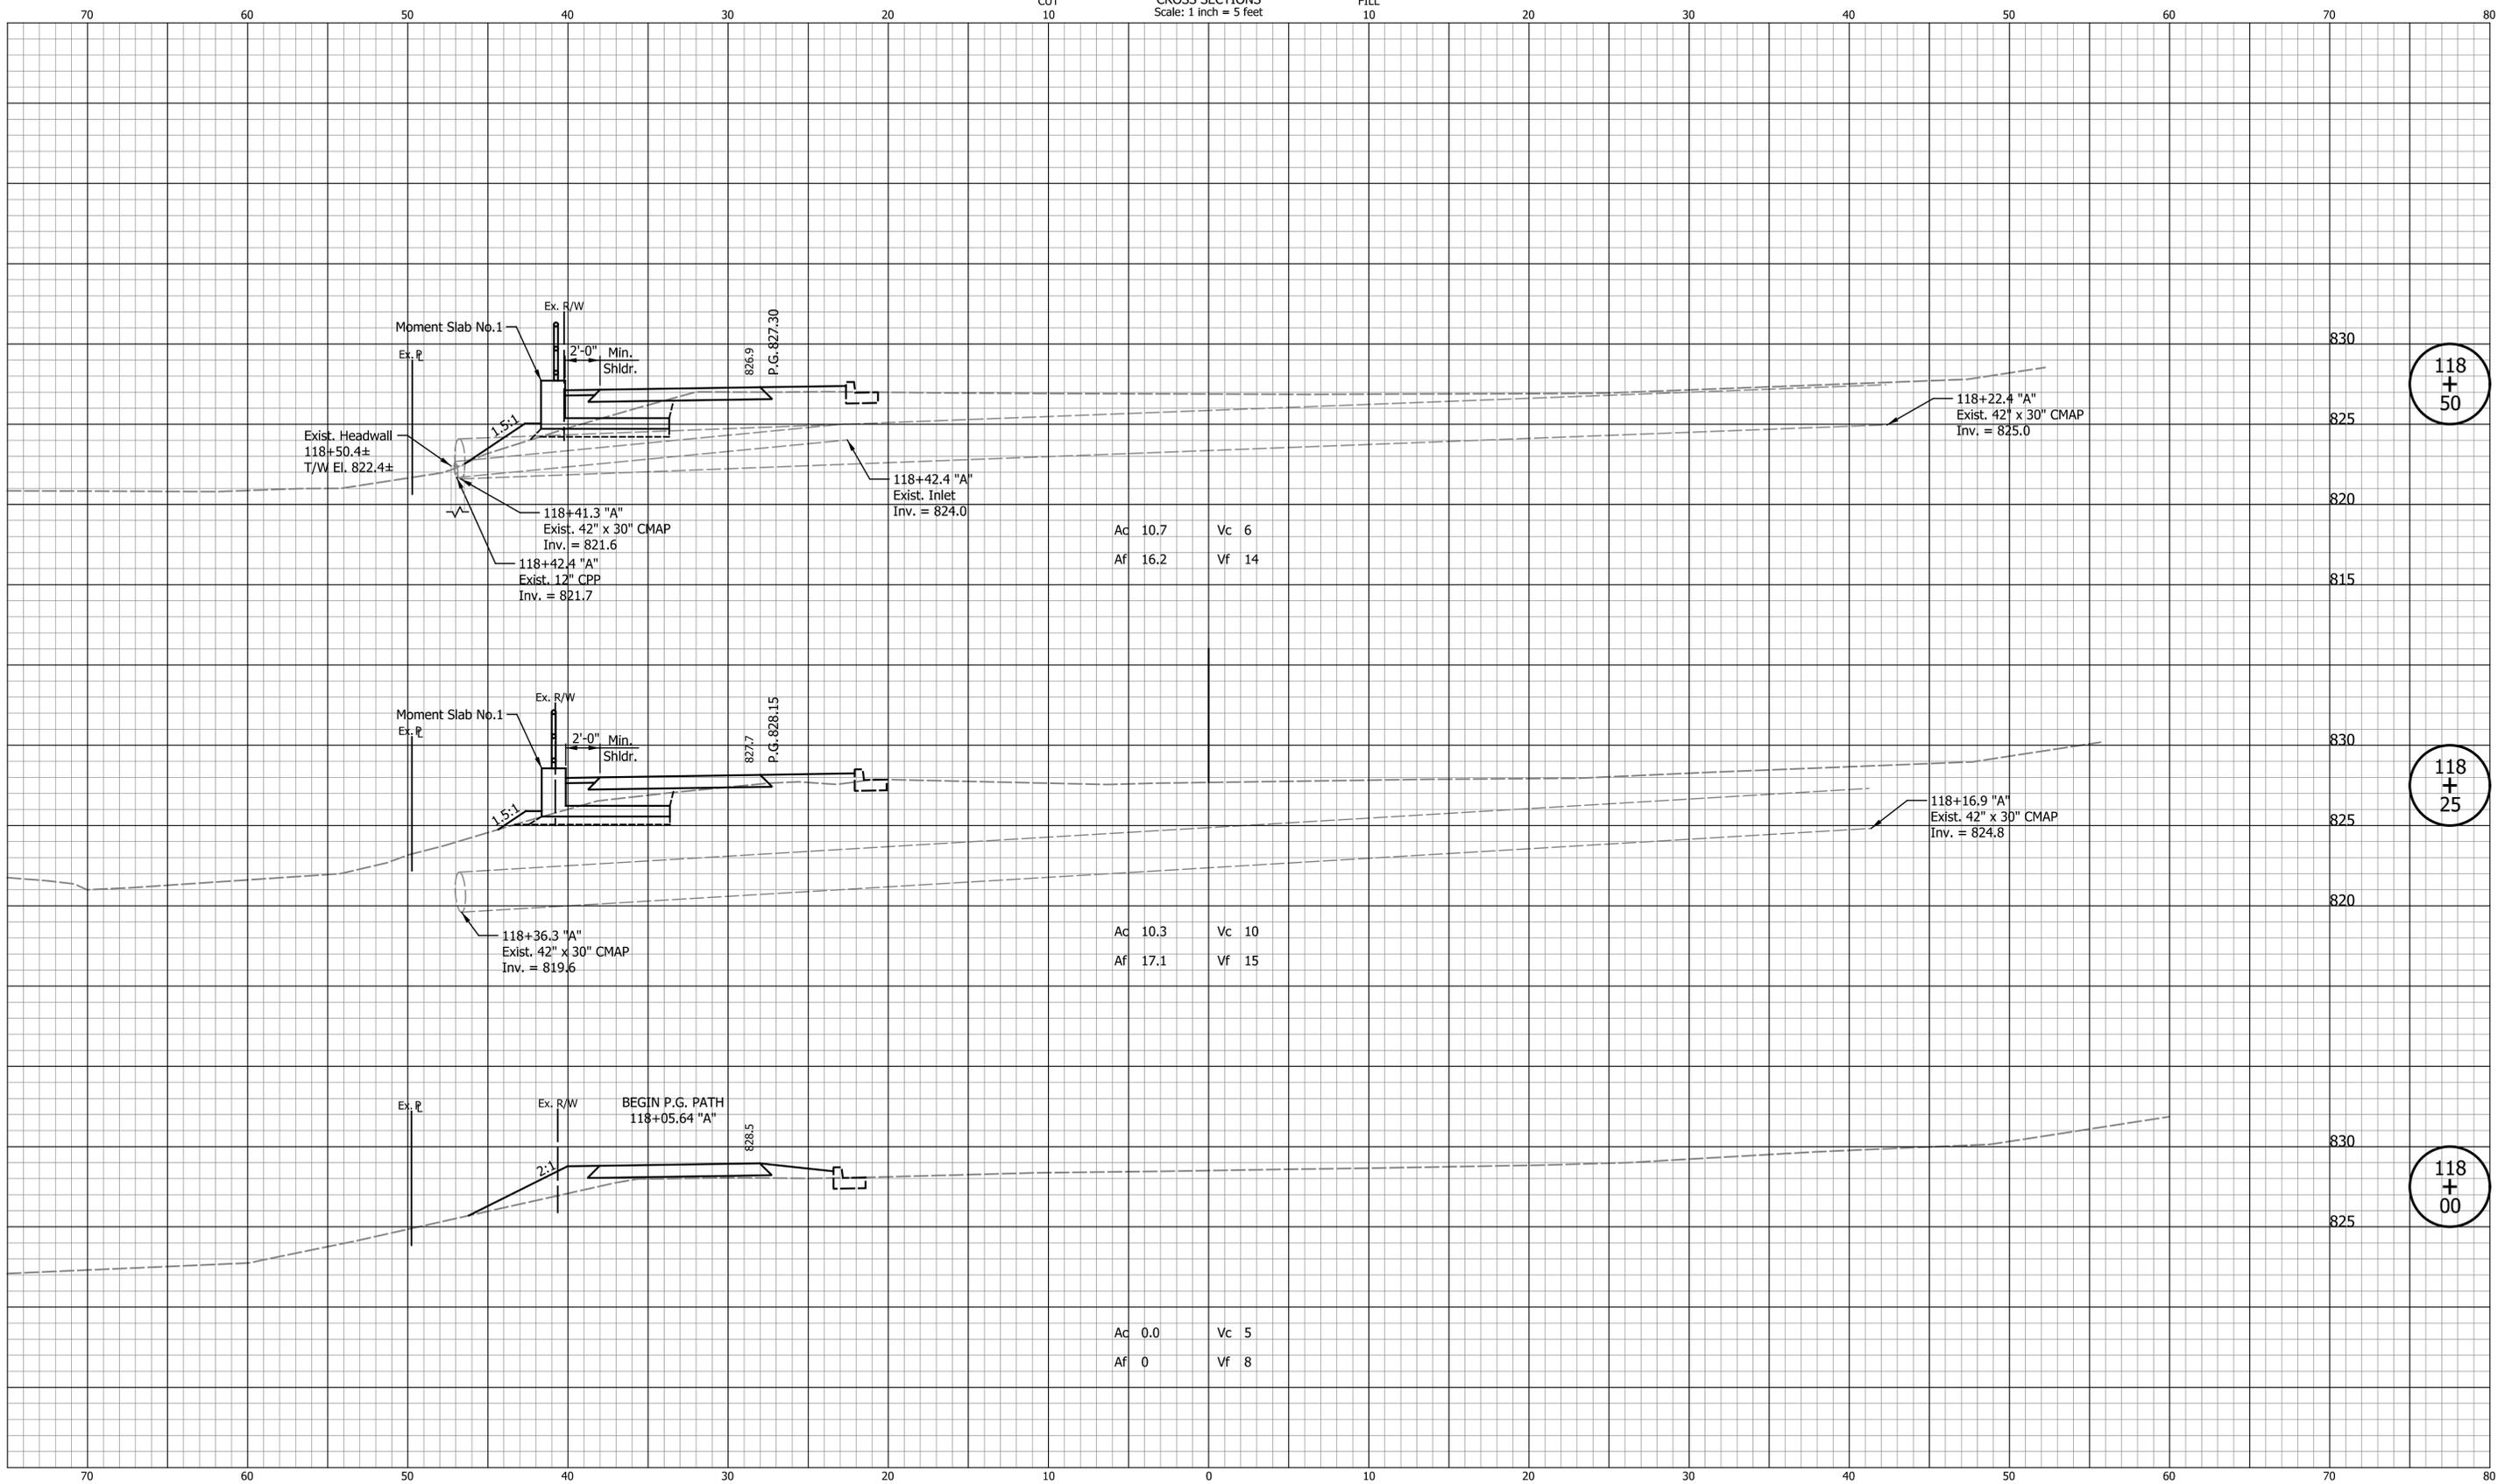 CUT CROSS SECTIONS FILL
Scale: 1 inch = 5 feet
70 60 50 40 30 20 10 10 20 30 40 50 60 70 80
Ex. R/W
Moment Slab No.1
Ex. PL
2'-0" Min.
Shldr.
826.9
P.G. 827.30
830
118
+
50
1.5:1
825
118+22.4 "A"
Exist. 42" x 30" CMAP
Inv. = 825.0
Exist. Headwall
118+50.4±
T/W El. 822.4±
118+42.4 "A"
Exist. Inlet
Inv. = 824.0
820
118+41.3 "A"
Exist. 42" x 30" CMAP
Inv. = 821.6
118+42.4 "A"
Exist. 12" CPP
Inv. = 821.7
Ac 10.7 Vc 6
Af 16.2 Vf 14
815
Ex. R/W
Moment Slab No.1
Ex. PL
2'-0" Min.
Shldr.
827.7
P.G. 828.15
830
118
+
25
1.5:1
825
118+16.9 "A"
Exist. 42" x 30" CMAP
Inv. = 824.8
820
118+36.3 "A"
Exist. 42" x 30" CMAP
Inv. = 819.6
Ac 10.3 Vc 10
Af 17.1 Vf 15
Ex. PL
Ex. R/W
BEGIN P.G. PATH
118+05.64 "A"
828.5
830
118
+
00
2:1
825
Ac 0.0 Vc 5
Af 0 Vf 8
70 60 50 40 30 20 10 0 10 20 30 40 50 60 70 80